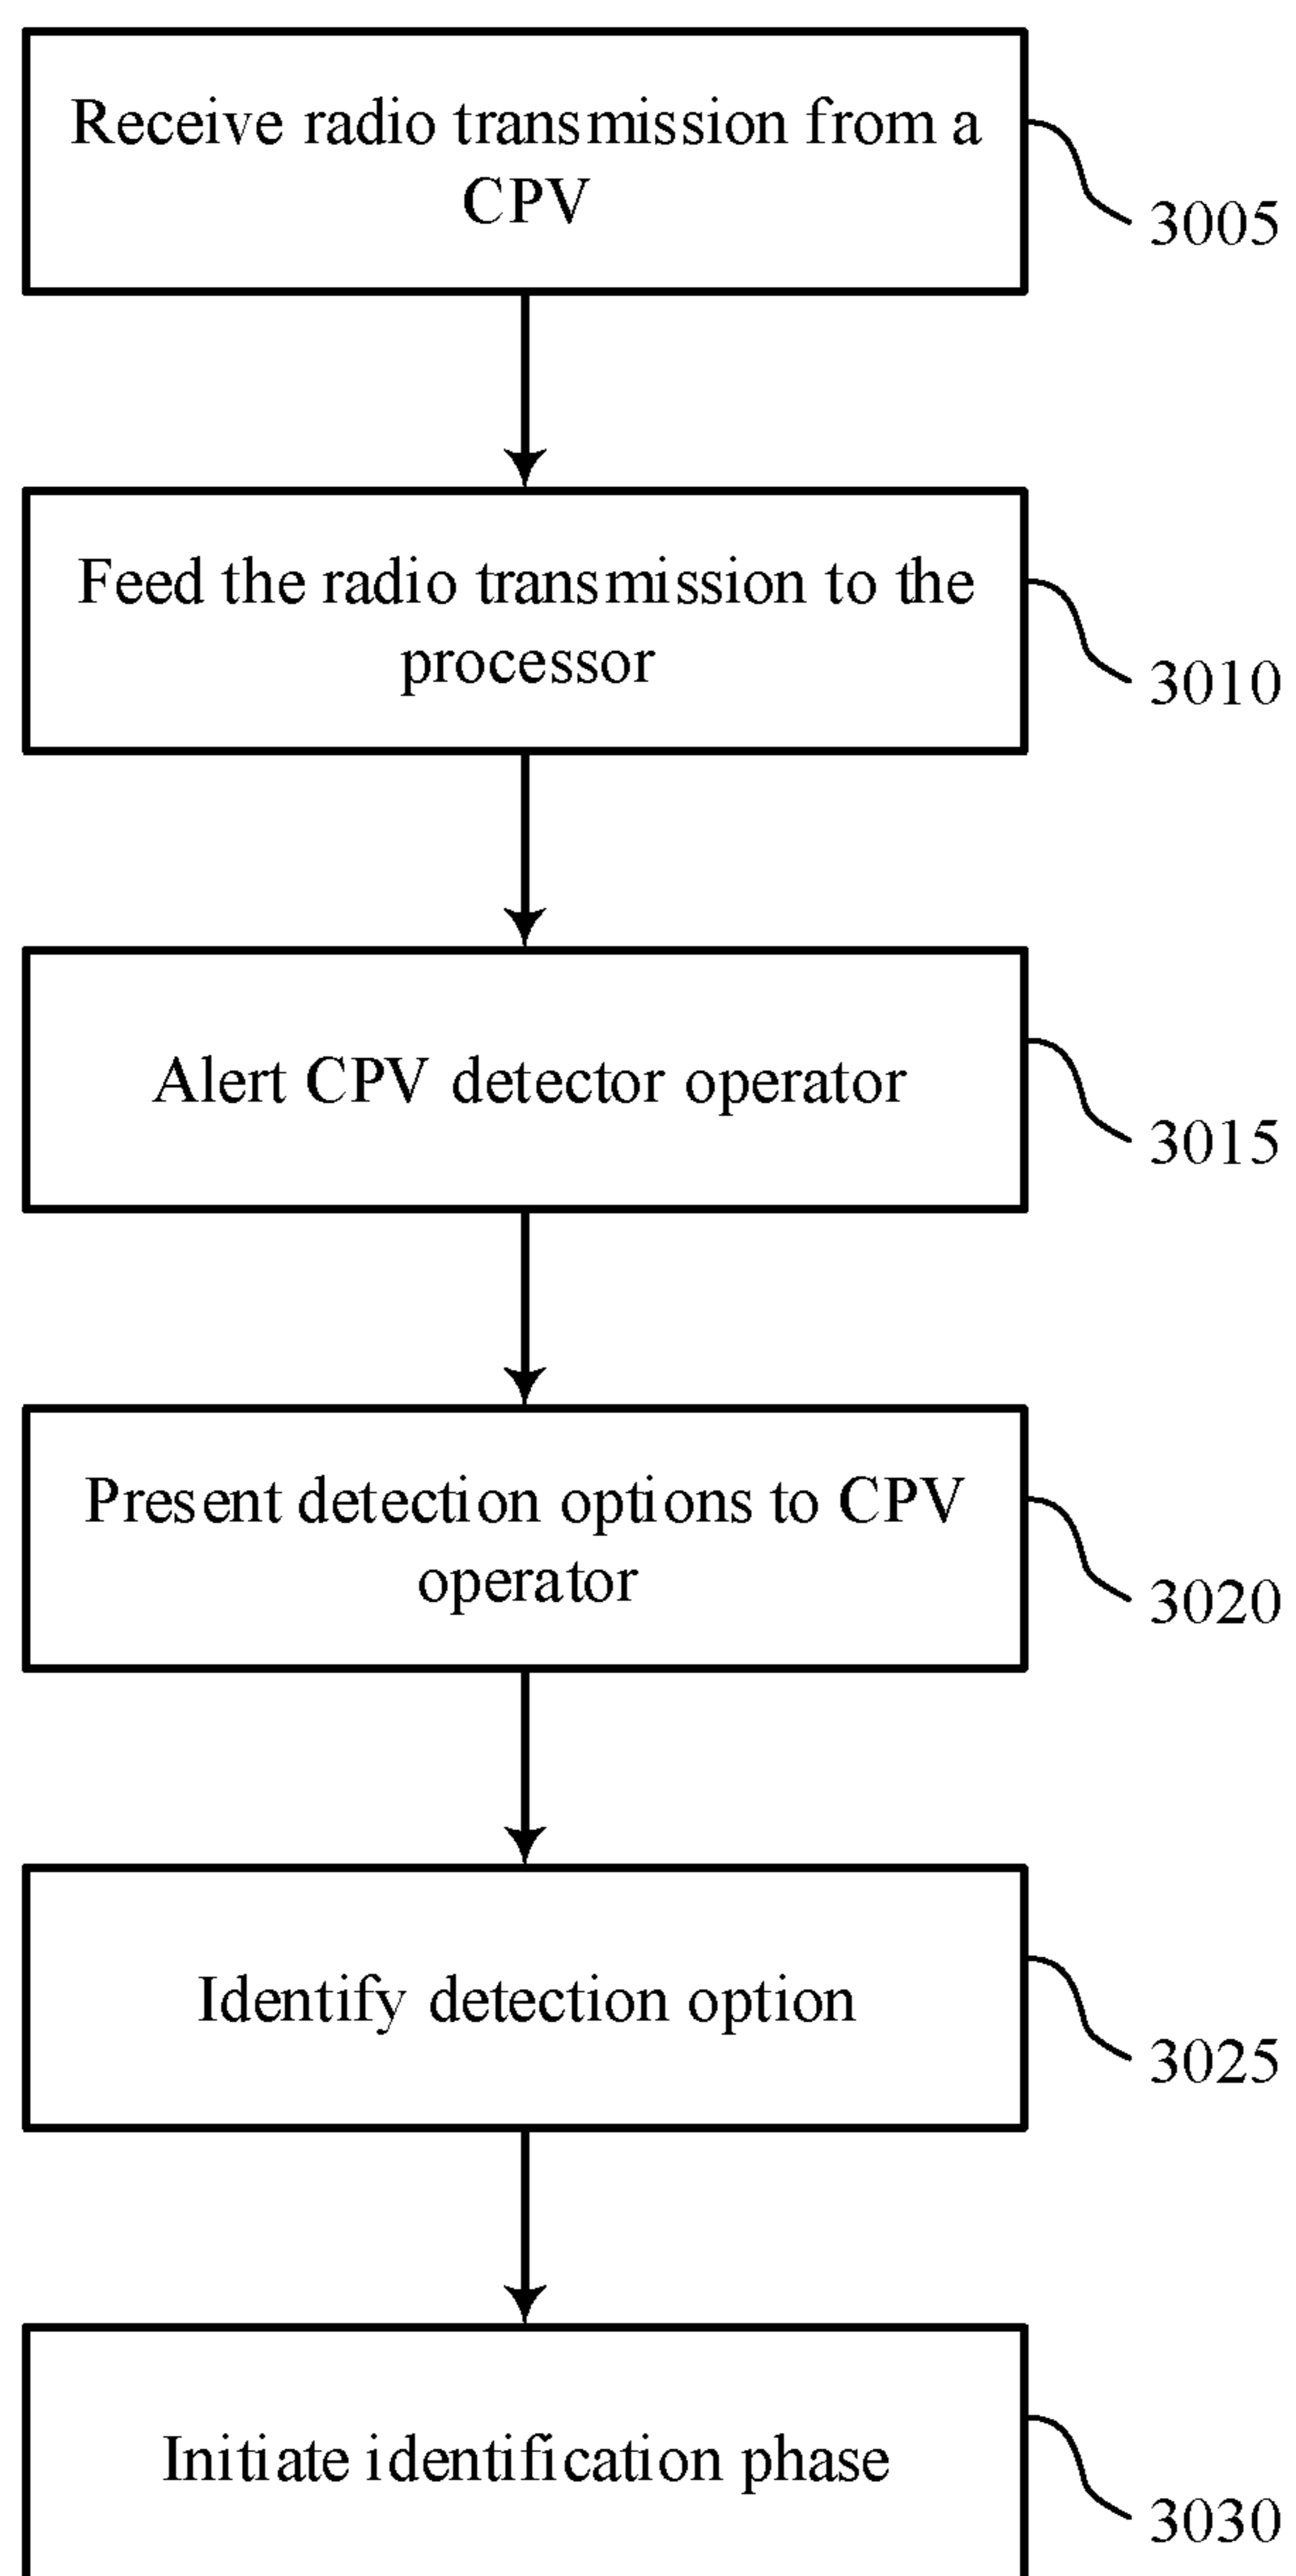 Receive radio transmission from a
CPV
3005
Feed the radio transmission to the
processor
3010
Alert CPV detector operator
3015
Present detection options to CPV
operator
3020
Identify detection option
3025
Initiate identification phase
3030